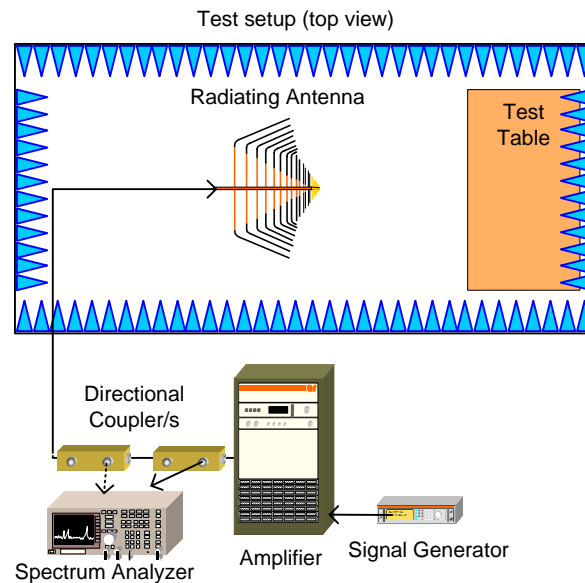 Test setup (top view)
Radiating Antenna
Test
Table
Directional
Coupler/s
Spectrum Analyzer
Amplifier
Signal Generator